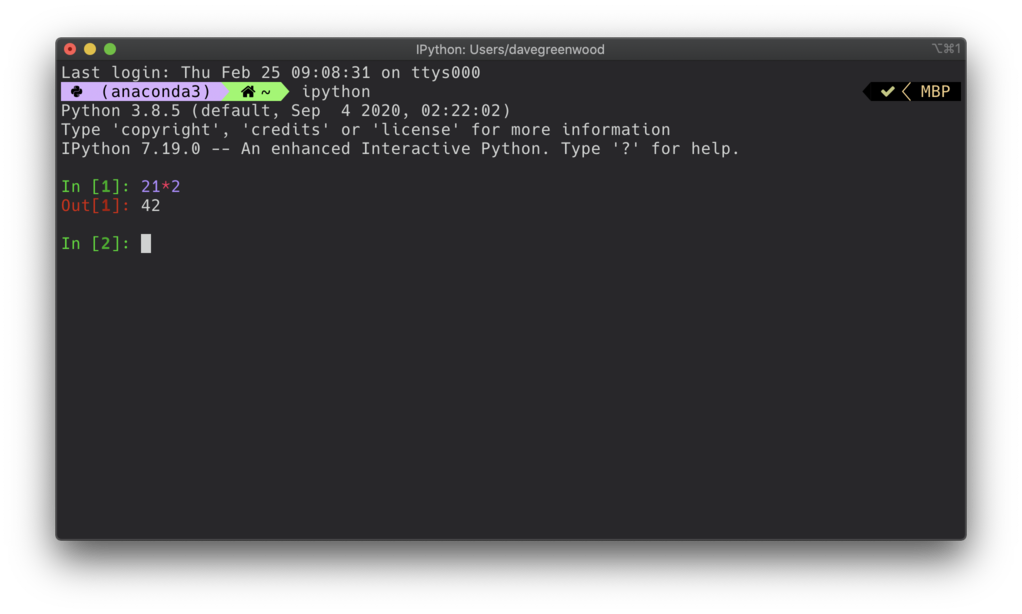 IPython: Users/davegreenwood
⌥⌘1
Last login: Thu Feb 25 09:08:31 on ttys000
(anaconda3) ~ ipython MBP
Python 3.8.5 (default, Sep  4 2020, 02:22:02)
Type 'copyright', 'credits' or 'license' for more information
IPython 7.19.0 -- An enhanced Interactive Python. Type '?' for help.
In [1]: 21*2
Out[1]: 42
In [2]: